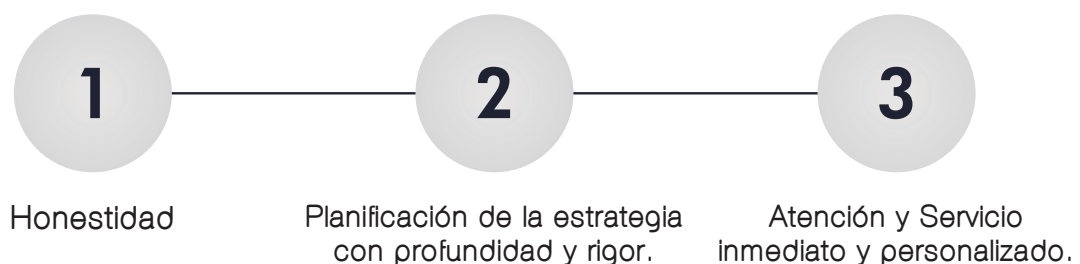 1
2
3
Honestidad
Planificación de la estrategia
con profundidad y rigor.
Atención y Servicio
inmediato y personalizado.